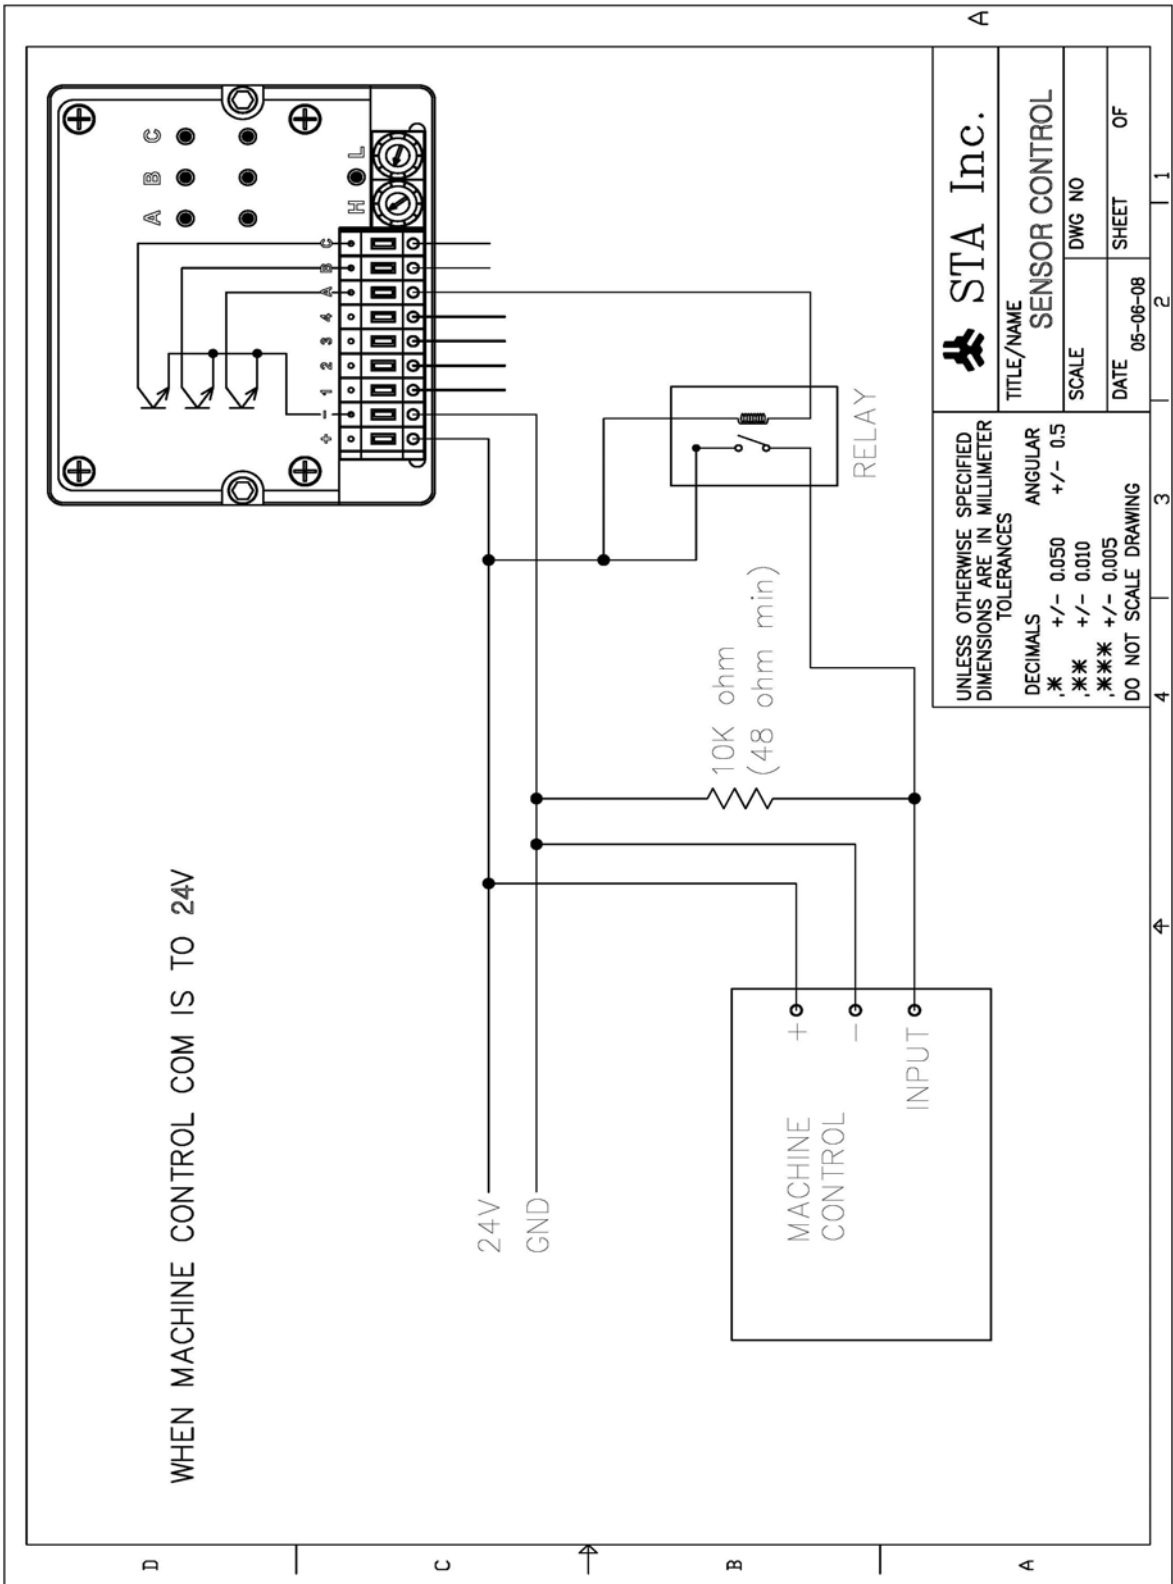 WHEN MACHINE CONTROL COM IS TO 24V
A B C
H L
+ - 1 2 3 4 A B C
24V
GND
10K ohm
(48 ohm min)
RELAY
MACHINE
CONTROL
+
-
INPUT
UNLESS OTHERWISE SPECIFIED
DIMENSIONS ARE IN MILLIMETER
TOLERANCES
DECIMALS ANGULAR
.* +/- 0.050 +/- 0.5
.** +/- 0.010
.*** +/- 0.005
DO NOT SCALE DRAWING
STA Inc.
TITLE/NAME
SENSOR CONTROL
SCALE DWG NO
DATE 05-06-08 SHEET OF
D
C
B
A
A
4 3 2 1